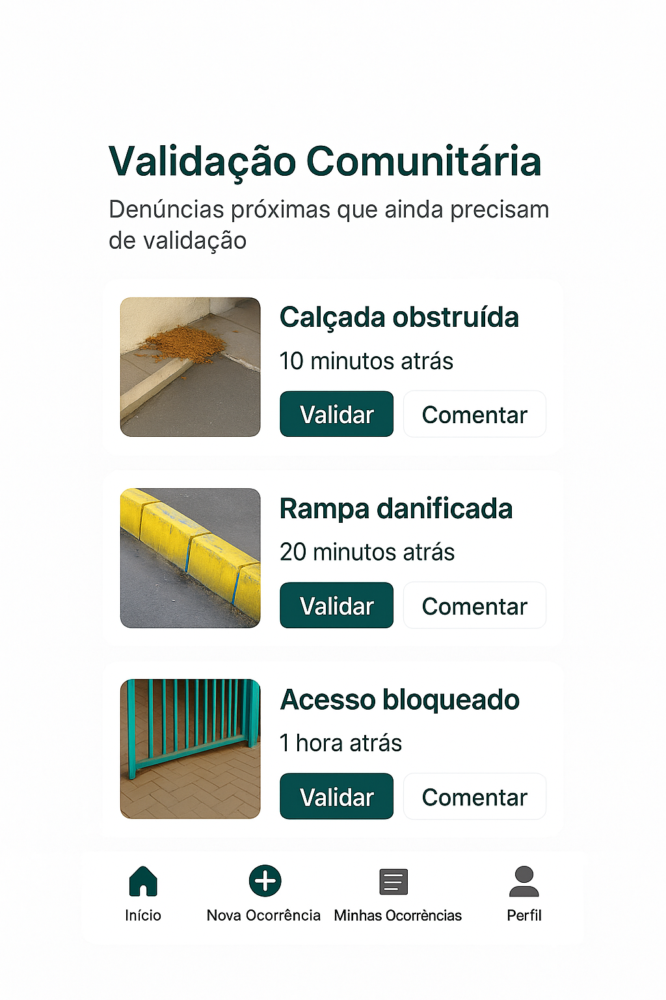 Validação Comunitária
Denúncias próximas que ainda precisam
de validação
Calçada obstruída
10 minutos atrás
Validar
Comentar
Rampa danificada
20 minutos atrás
Validar
Comentar
Acesso bloqueado
1 hora atrás
Validar
Comentar
Início
Nova Ocorrência
Minhas Ocorrèncias
Perfil